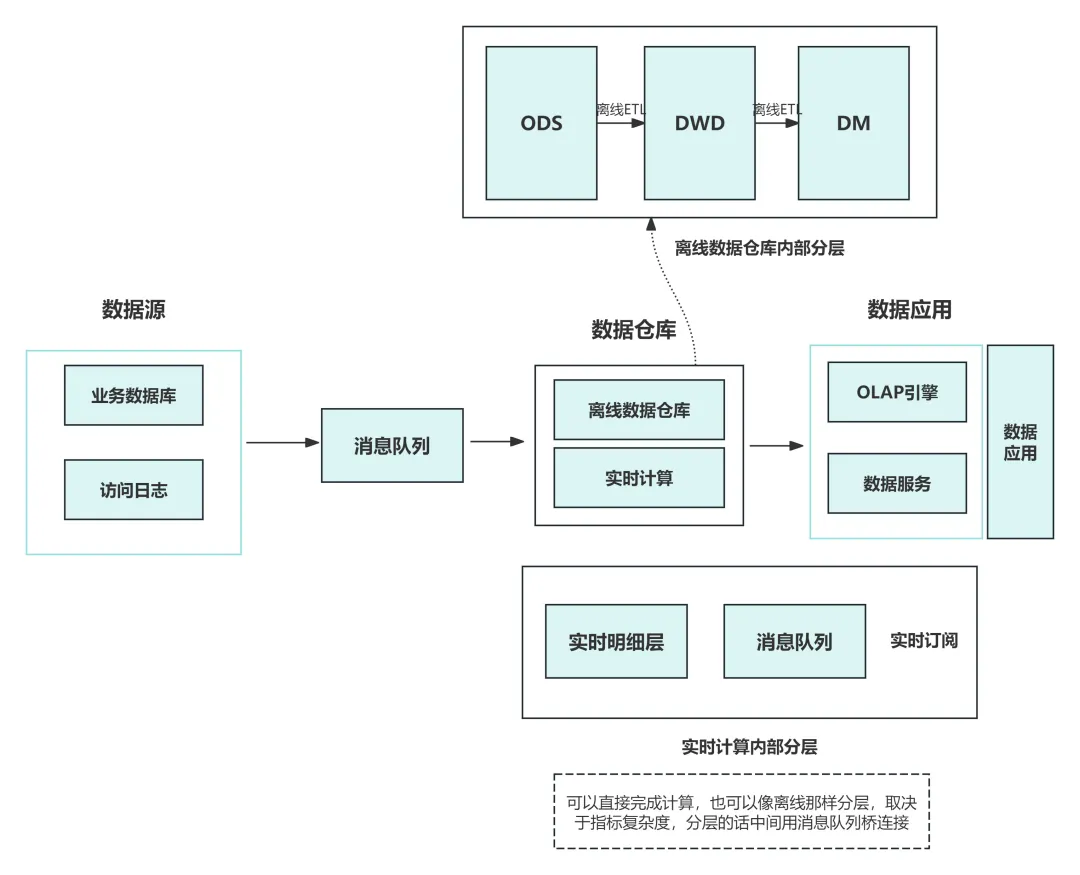 ODS
离线ETL
DWD
离线ETL
DM
离线数据仓库内部分层
数据源
数据仓库
数据应用
业务数据库
访问日志
消息队列
离线数据仓库
实时计算
OLAP引擎
数据服务
数据
应用
实时明细层
消息队列
实时订阅
实时计算内部分层
可以直接完成计算，也可以像离线那样分层，取决
于指标复杂度，分层的话中间用消息队列桥连接